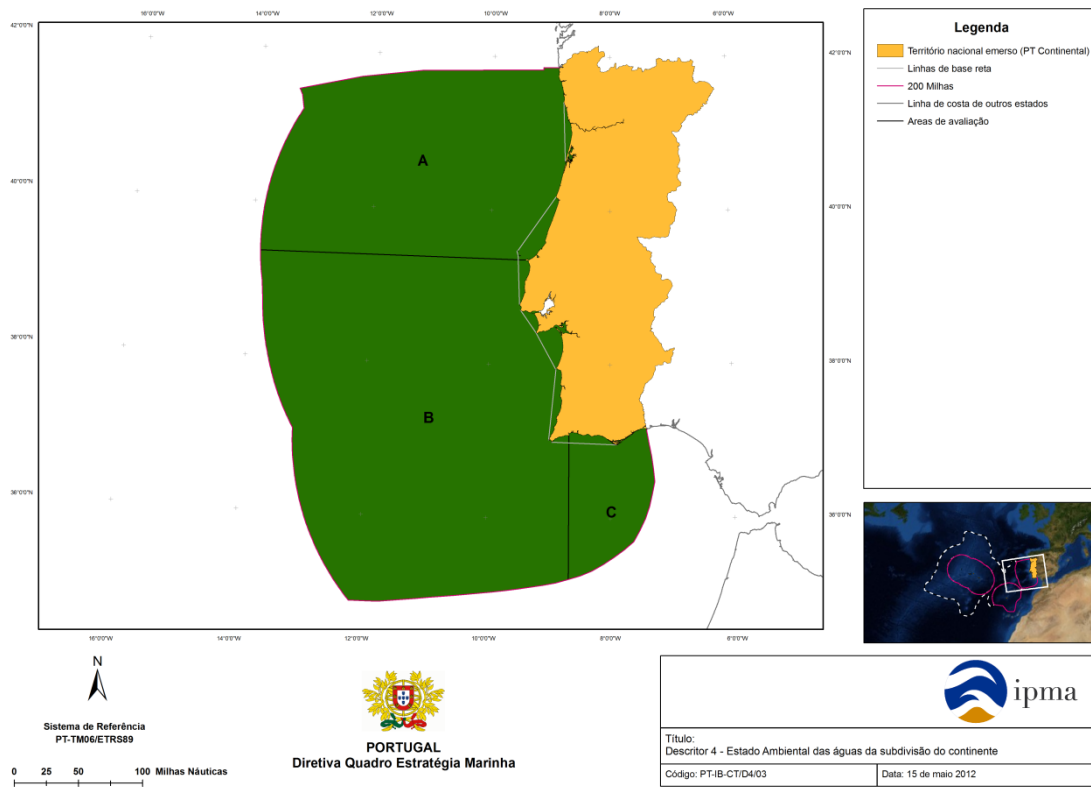 16°0'0"W
14°0'0"W
12°0'0"W
10°0'0"W
8°0'0"W
6°0'0"W
42°0'0"N
42°0'0"N
40°0'0"N
40°0'0"N
38°0'0"N
38°0'0"N
36°0'0"N
36°0'0"N
A
B
C
16°0'0"W
14°0'0"W
12°0'0"W
10°0'0"W
8°0'0"W
6°0'0"W
Legenda
Território nacional emerso (PT Continental)
Linhas de base reta
200 Milhas
Linha de costa de outros estados
Areas de avaliação
N
Sistema de Referência
PT-TM06/ETRS89
0 25 50 100 Milhas Náuticas
PORTUGAL
Diretiva Quadro Estratégia Marinha
ipma
Título:
Descritor 4 - Estado Ambiental das águas da subdivisão do continente
Código: PT-IB-CT/D4/03
Data: 15 de maio 2012